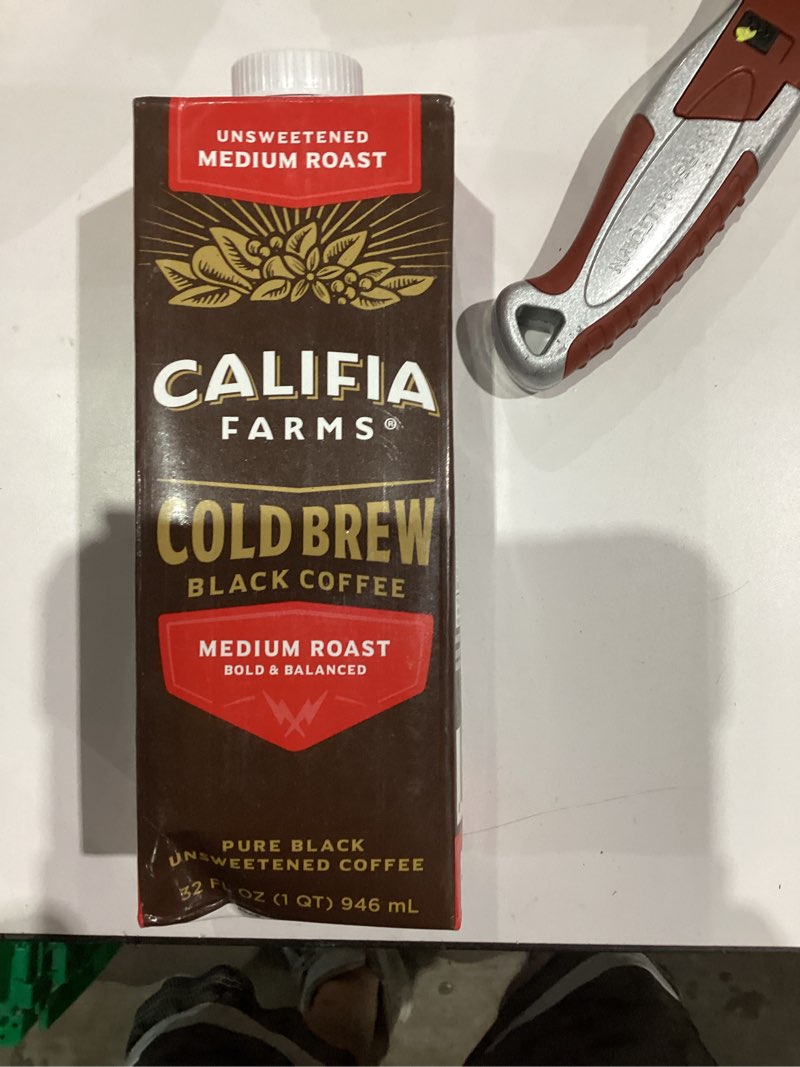 UNSWEETENED
MEDIUM ROAST
CALIFIA
FARMS®
COLD BREW
BLACK COFFEE
MEDIUM ROAST
BOLD & BALANCED
PURE BLACK
UNSWEETENED COFFEE
32 FL OZ (1 QT) 946 mL